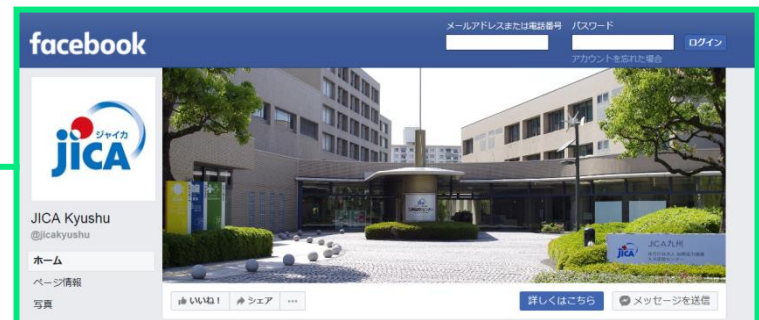 facebook
メールアドレスまたは電話番号 パスワード
ログイン
アカウントを忘れた場合
ジャイカ
JICA
JICA Kyushu
@jicakyushu
ホーム
ページ情報
写真
JICA九州
JICA
いいね！ シェア ...
詳しくはこちら メッセージを送信